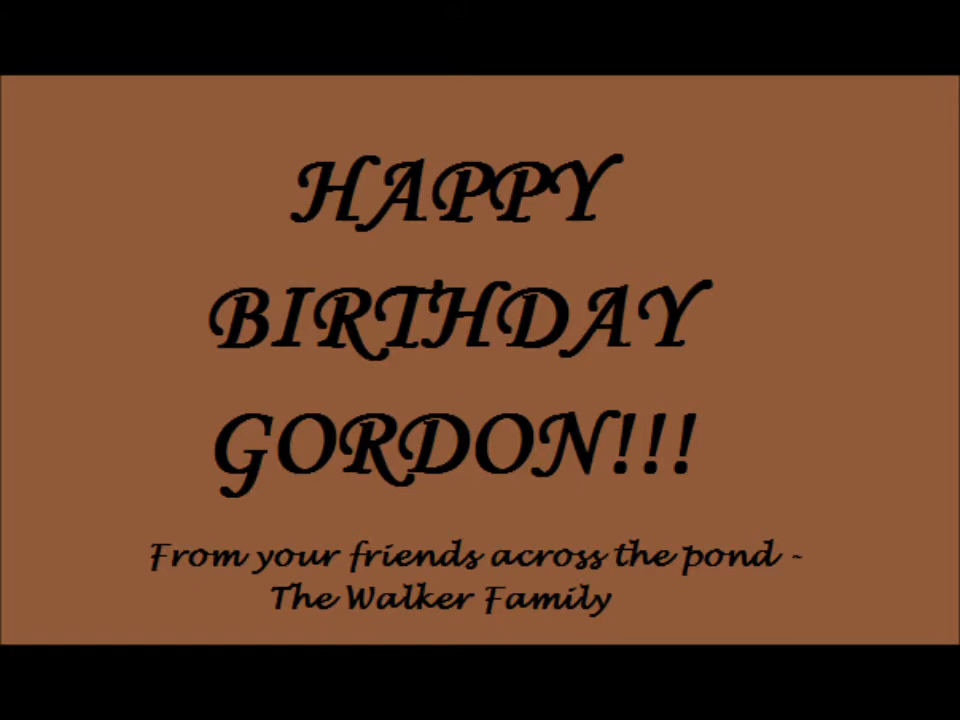 HAPPY
BIRTHDAY
GORDON!!!
From your friends across the pond -
The Walker Family